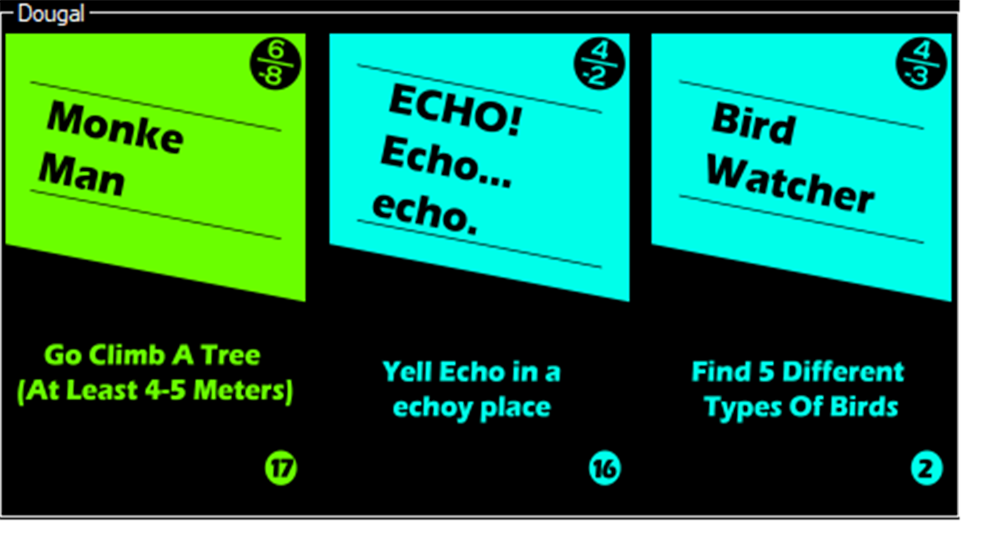 Dougal
6
-8
Monke
Man
Go Climb A Tree
(At Least 4-5 Meters)
17
4
-2
ECHO!
Echo...
echo.
Yell Echo in a
echoy place
16
4
-3
Bird
Watcher
Find 5 Different
Types Of Birds
2